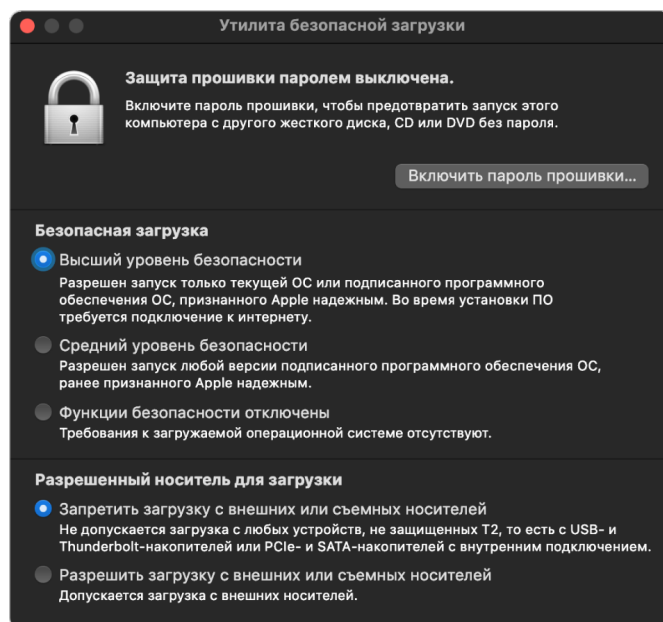 Утилита безопасной загрузки
Защита прошивки паролем выключена.
Включите пароль прошивки, чтобы предотвратить запуск этого
компьютера с другого жесткого диска, CD или DVD без пароля.
Включить пароль прошивки...
Безопасная загрузка
Высший уровень безопасности
Разрешен запуск только текущей ОС или подписанного программного
обеспечения ОС, признанного Apple надежным. Во время установки ПО
требуется подключение к интернету.
Средний уровень безопасности
Разрешен запуск любой версии подписанного программного обеспечения ОС,
ранее признанного Apple надежным.
Функции безопасности отключены
Требования к загружаемой операционной системе отсутствуют.
Разрешенный носитель для загрузки
Запретить загрузку с внешних или съемных носителей
Не допускается загрузка с любых устройств, не защищенных T2, то есть с USB- и
Thunderbolt-накопителей или PCIe- и SATA-накопителей с внутренним подключением.
Разрешить загрузку с внешних или съемных носителей
Допускается загрузка с внешних носителей.